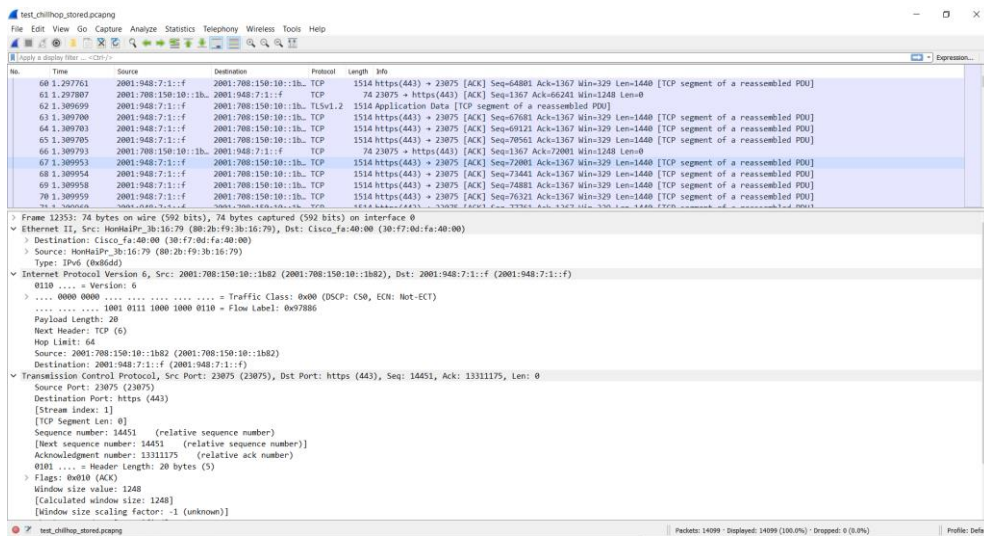 test_chillhop_stored.pcapng
File Edit View Go Capture Analyze Statistics Telephony Wireless Tools Help
Apply a display filter ... <Ctrl-/> Expression...
No. Time Source Destination Protocol Length Info
60 1.297761 2001:948:7:1::f 2001:708:150:10::1b… TCP 1514 https(443) → 23075 [ACK] Seq=64801 Ack=1367 Win=329 Len=1440 [TCP segment of a reassembled PDU]
61 1.297807 2001:708:150:10::1b… 2001:948:7:1::f TCP 74 23075 → https(443) [ACK] Seq=1367 Ack=66241 Win=1248 Len=0
62 1.309699 2001:948:7:1::f 2001:708:150:10::1b… TLSv1.2 1514 Application Data [TCP segment of a reassembled PDU]
63 1.309700 2001:948:7:1::f 2001:708:150:10::1b… TCP 1514 https(443) → 23075 [ACK] Seq=67681 Ack=1367 Win=329 Len=1440 [TCP segment of a reassembled PDU]
64 1.309703 2001:948:7:1::f 2001:708:150:10::1b… TCP 1514 https(443) → 23075 [ACK] Seq=69121 Ack=1367 Win=329 Len=1440 [TCP segment of a reassembled PDU]
65 1.309705 2001:948:7:1::f 2001:708:150:10::1b… TCP 1514 https(443) → 23075 [ACK] Seq=70561 Ack=1367 Win=329 Len=1440 [TCP segment of a reassembled PDU]
66 1.309793 2001:708:150:10::1b… 2001:948:7:1::f TCP 74 23075 → https(443) [ACK] Seq=1367 Ack=72001 Win=1248 Len=0
67 1.309953 2001:948:7:1::f 2001:708:150:10::1b… TCP 1514 https(443) → 23075 [ACK] Seq=72001 Ack=1367 Win=329 Len=1440 [TCP segment of a reassembled PDU]
68 1.309954 2001:948:7:1::f 2001:708:150:10::1b… TCP 1514 https(443) → 23075 [ACK] Seq=73441 Ack=1367 Win=329 Len=1440 [TCP segment of a reassembled PDU]
69 1.309958 2001:948:7:1::f 2001:708:150:10::1b… TCP 1514 https(443) → 23075 [ACK] Seq=74881 Ack=1367 Win=329 Len=1440 [TCP segment of a reassembled PDU]
70 1.309959 2001:948:7:1::f 2001:708:150:10::1b… TCP 1514 https(443) → 23075 [ACK] Seq=76321 Ack=1367 Win=329 Len=1440 [TCP segment of a reassembled PDU]
> Frame 12353: 74 bytes on wire (592 bits), 74 bytes captured (592 bits) on interface 0
Ethernet II, Src: HonHaiPr_3b:16:79 (80:2b:f9:3b:16:79), Dst: Cisco_fa:40:00 (30:f7:0d:fa:40:00)
> Destination: Cisco_fa:40:00 (30:f7:0d:fa:40:00)
> Source: HonHaiPr_3b:16:79 (80:2b:f9:3b:16:79)
Type: IPv6 (0x86dd)
Internet Protocol Version 6, Src: 2001:708:150:10::1b82 (2001:708:150:10::1b82), Dst: 2001:948:7:1::f (2001:948:7:1::f)
0110 .... = Version: 6
> .... 0000 0000 .... .... .... .... .... = Traffic Class: 0x00 (DSCP: CS0, ECN: Not-ECT)
.... .... .... 1001 0111 1000 1000 0110 = Flow Label: 0x97886
Payload Length: 20
Next Header: TCP (6)
Hop Limit: 64
Source: 2001:708:150:10::1b82 (2001:708:150:10::1b82)
Destination: 2001:948:7:1::f (2001:948:7:1::f)
Transmission Control Protocol, Src Port: 23075 (23075), Dst Port: https (443), Seq: 14451, Ack: 13311175, Len: 0
Source Port: 23075 (23075)
Destination Port: https (443)
[Stream index: 1]
[TCP Segment Len: 0]
Sequence number: 14451 (relative sequence number)
[Next sequence number: 14451 (relative sequence number)]
Acknowledgment number: 13311175 (relative ack number)
0101 .... = Header Length: 20 bytes (5)
> Flags: 0x010 (ACK)
Window size value: 1248
[Calculated window size: 1248]
[Window size scaling factor: -1 (unknown)]
test_chillhop_stored.pcapng Packets: 14099 · Displayed: 14099 (100.0%) · Dropped: 0 (0.0%) Profile: Defa